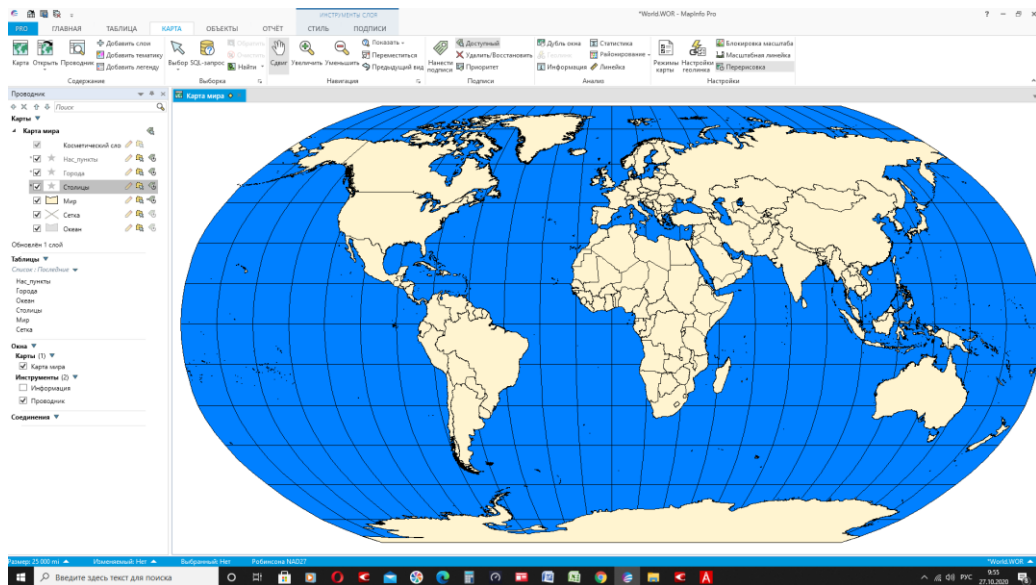 *World.WOR - MapInfo Pro
ИНСТРУМЕНТЫ СЛОЯ
PRO ГЛАВНАЯ ТАБЛИЦА КАРТА ОБЪЕКТЫ ОТЧЁТ СТИЛЬ ПОДПИСИ
Карта Открыть Проводник
Добавить слои
Добавить тематику
Добавить легенду
Содержание
Выбор SQL-запрос
Обратить
Найти
Выборка
Сдвиг Увеличить Уменьшить
Показать
Переместиться
Предыдущий вид
Навигация
Нанести подписи
Доступный
Удалить/Восстановить
Приоритет
Подписи
Дубль окна
Геолинк
Информация
Статистика
Районирование
Линейка
Анализ
Режимы карты
Настройки геолинка
Блокировка масштаба
Масштабная линейка
Перерисовка
Настройки
Проводник
Поиск
Карты
Карта мира
Косметический сло
Нас_пункты
Города
Столицы
Мир
Сетка
Океан
Обновлён 1 слой
Таблицы
Список : Последние
Нас_пункты
Города
Океан
Столицы
Мир
Сетка
Окна
Карты (1)
Карта мира
Инструменты (2)
Информация
Проводник
Соединения
Карта мира
Размер: 25 000 mi Изменяемый: Нет Выбранный: Нет Робинсона NAD27 *World.WOR
Введите здесь текст для поиска
РУС
9:55
27.10.2020